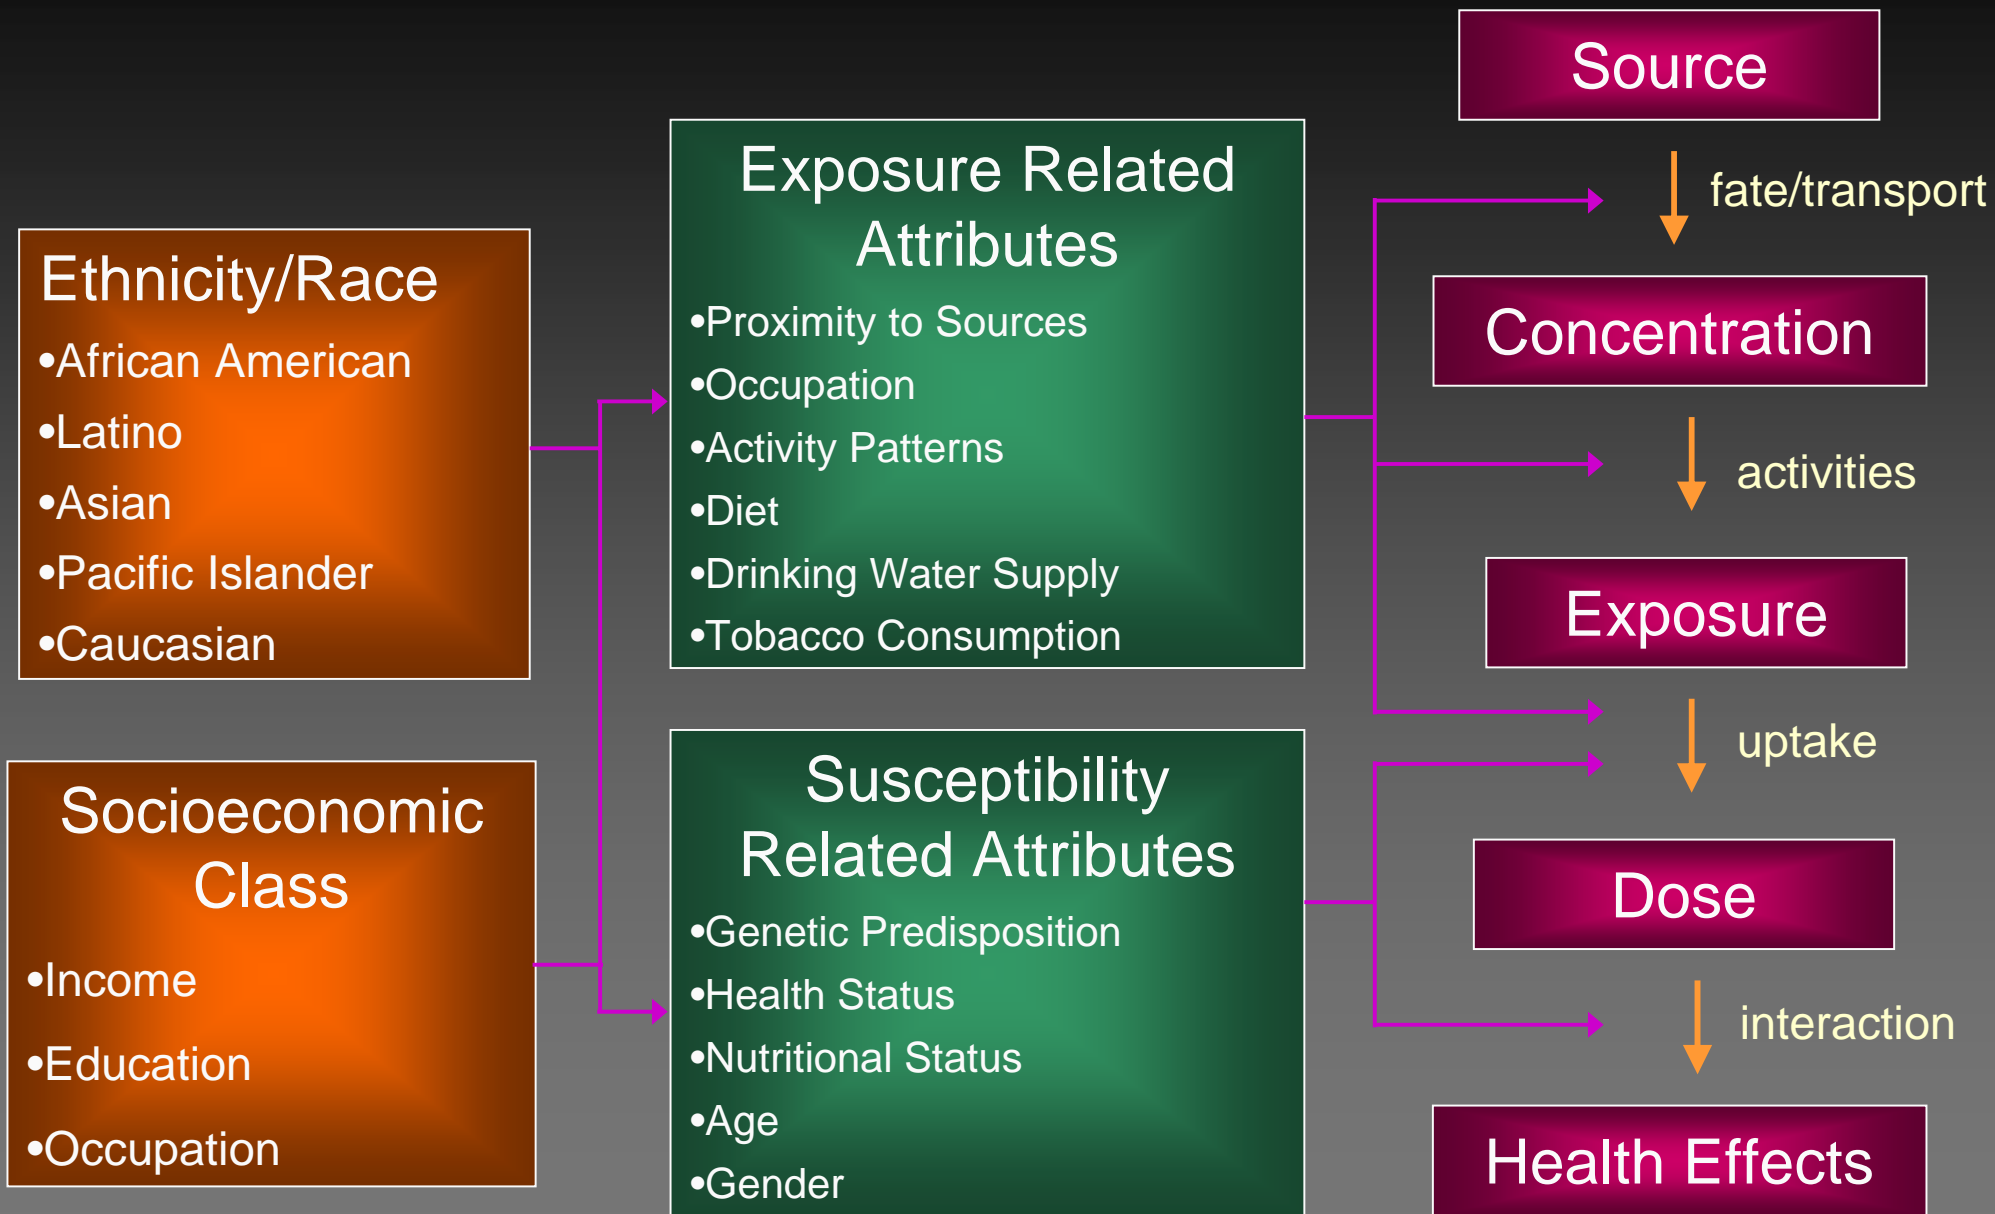 Ethnicity/Race
•African American
•Latino
•Asian
•Pacific Islander
•Caucasian
Socioeconomic
Class
•Income
•Education
•Occupation
Exposure Related
Attributes
•Proximity to Sources
•Occupation
•Activity Patterns
•Diet
•Drinking Water Supply
•Tobacco Consumption
Susceptibility
Related Attributes
•Genetic Predisposition
•Health Status
•Nutritional Status
•Age
•Gender
Source
fate/transport
Concentration
activities
Exposure
uptake
Dose
interaction
Health Effects